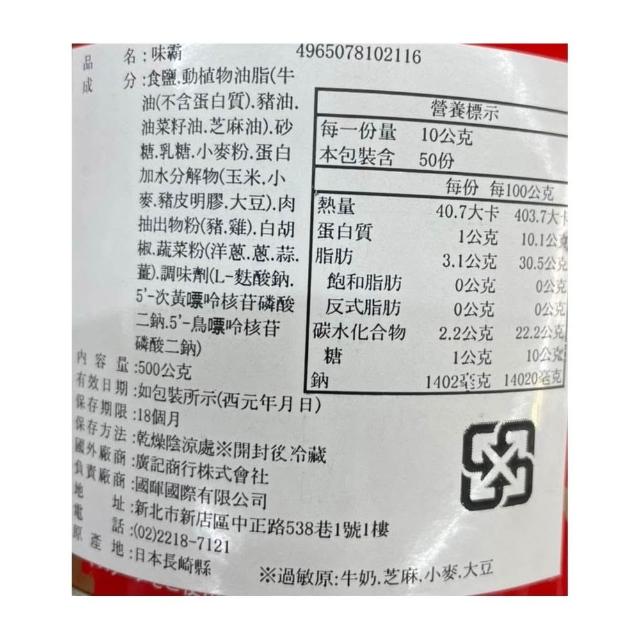 品名:味霸 4965078102116
成分:食鹽.動植物油脂(牛
油(不含蛋白質).豬油.
油菜籽油.芝麻油).砂
糖.乳糖.小麥粉.蛋白
加水分解物(玉米.小
麥.豬皮明膠.大豆).肉
抽出物粉(豬.雞).白胡
椒.蔬菜粉(洋蔥.蔥.蒜.
薑).調味劑(L-麩酸鈉.
5'-次黃嘌呤核苷磷酸
二鈉.5'-鳥嘌呤核苷
磷酸二鈉)
內容量:500公克
有效日期:如包裝所示(西元年月日)
保存期限:18個月
保存方法:乾燥陰涼處※開封後冷藏
國外廠商:廣記商行株式會社
負責廠商:國暉國際有限公司
地址:新北市新店區中正路538巷1號1樓
電話:(02)2218-7121
原產地:日本長崎縣
※過敏原:牛奶.芝麻.小麥.大豆
營養標示
每一份量 10公克
本包裝含 50份
每份 每100公克
熱量 40.7大卡 403.7大卡
蛋白質 1公克 10.1公克
脂肪 3.1公克 30.5公克
飽和脂肪 0公克 0公克
反式脂肪 0公克 0公克
碳水化合物 2.2公克 22.2公克
糖 1公克 10公克
鈉 1402毫克 14020毫克